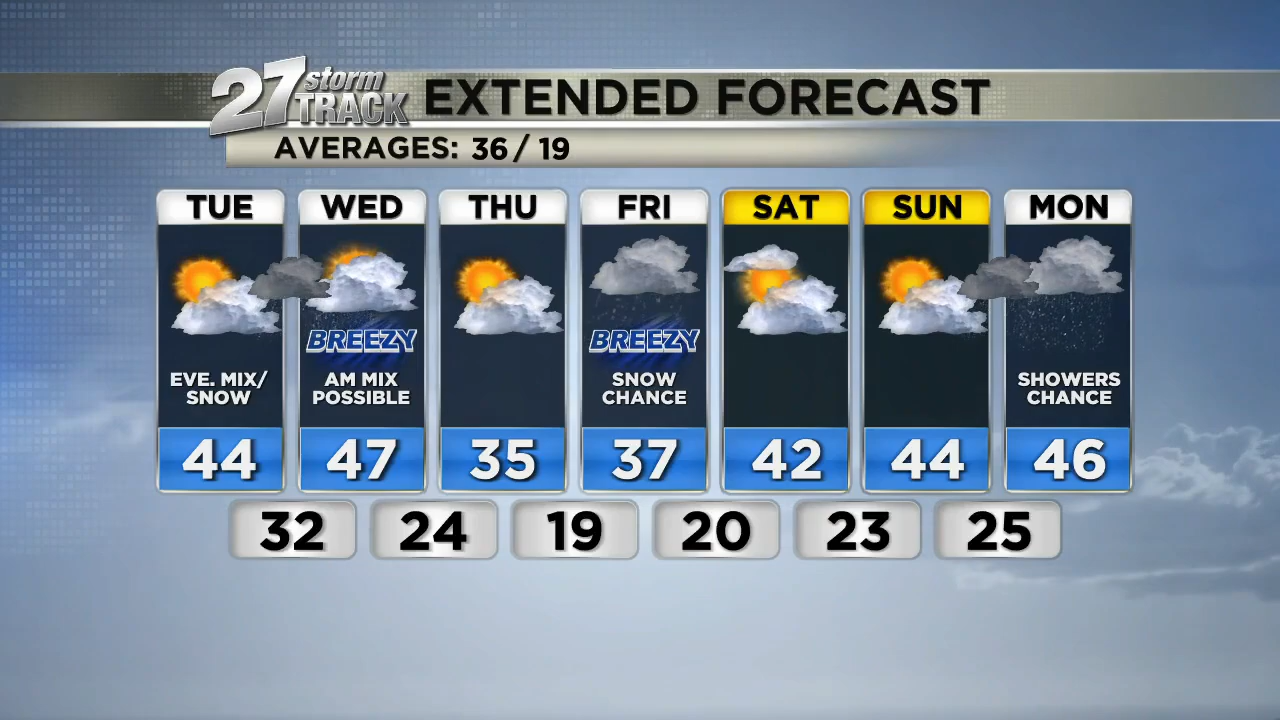 27 storm TRACK EXTENDED FORECAST
AVERAGES: 36 / 19
TUE WED THU FRI SAT SUN MON
BREEZY BREEZY
EVE. MIX/ AM MIX SNOW SHOWERS
SNOW POSSIBLE CHANCE CHANCE
44 47 35 37 42 44 46
32 24 19 20 23 25